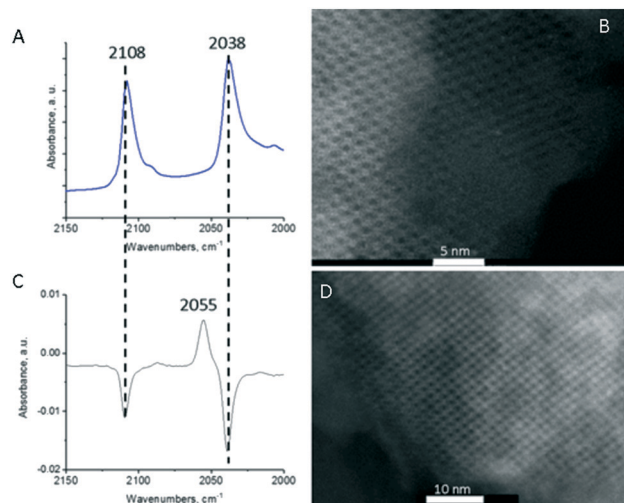 A
2108
2038
Absorbance, a. u.
2150
2100
2050
2000
Wavenumbers, cm⁻¹
B
5 nm
C
2055
0.01
0.00
-0.01
-0.02
Absorbance, a.u.
2150
2100
2050
2000
Wavenumbers, cm⁻¹
D
10 nm